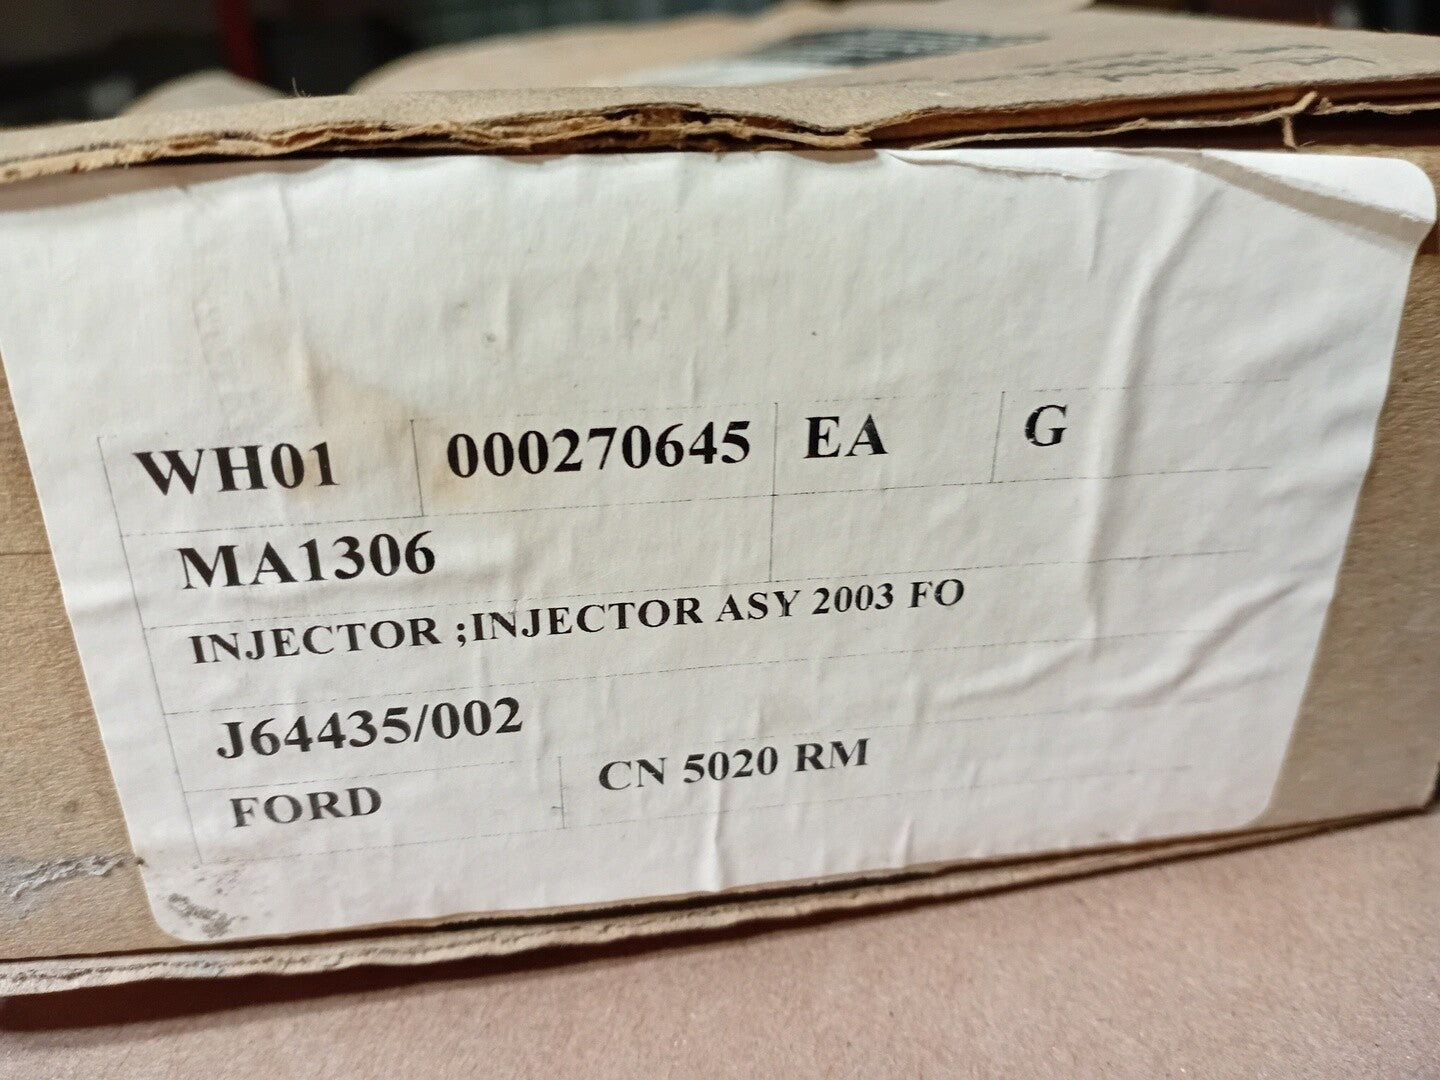 WH01 000270645 EA G
MA1306
INJECTOR ;INJECTOR ASY 2003 FO
J64435/002
FORD CN 5020 RM